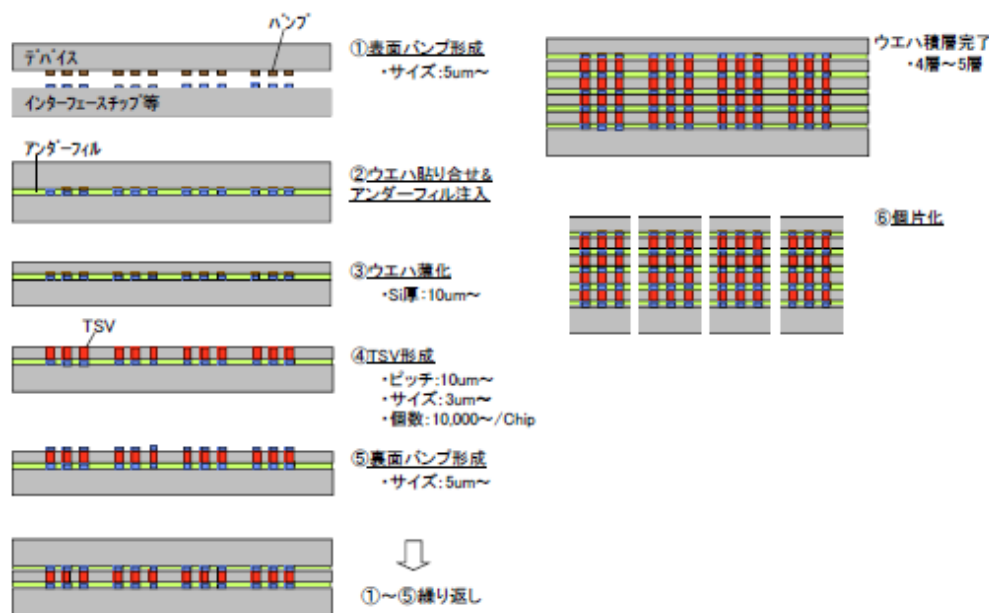 バンプ
デバイス
インターフェースチップ等
①表面バンプ形成
・サイズ:5um～
アンダーフィル
②ウエハ貼り合せ&
アンダーフィル注入
③ウエハ薄化
・Si厚:10um～
TSV
④TSV形成
・ピッチ:10um～
・サイズ:3um～
・個数:10,000～/Chip
⑤裏面バンプ形成
・サイズ:5um～
①～⑤繰り返し
ウエハ積層完了
・4層～5層
⑥個片化